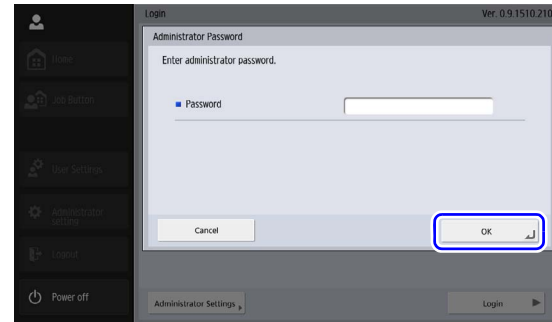 Login
Ver. 0.9.1510.210
Administrator Password
Enter administrator password.
Home
Job Button
Password
User Settings
Administrator
setting
Cancel
OK
Logout
Power off
Administrator Settings
Login